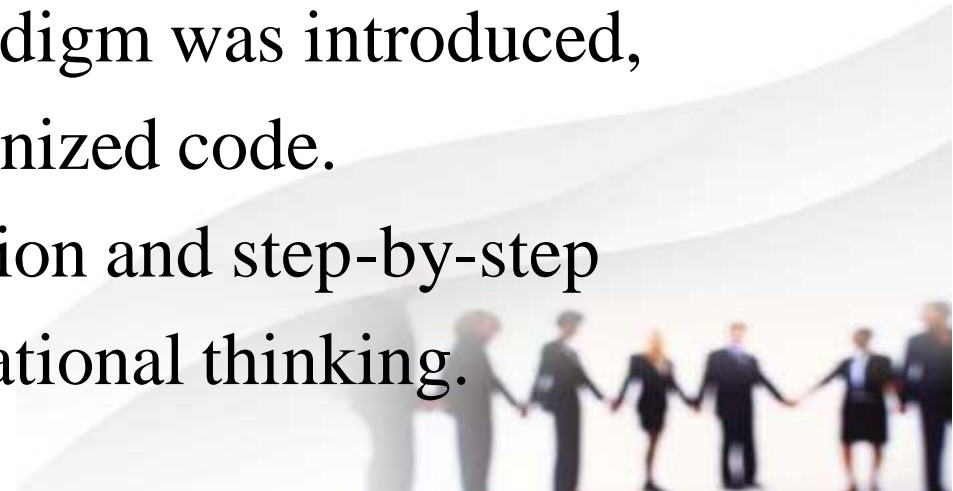 digm was introduced,
nized code.
ion and step-by-step
ational thinking.